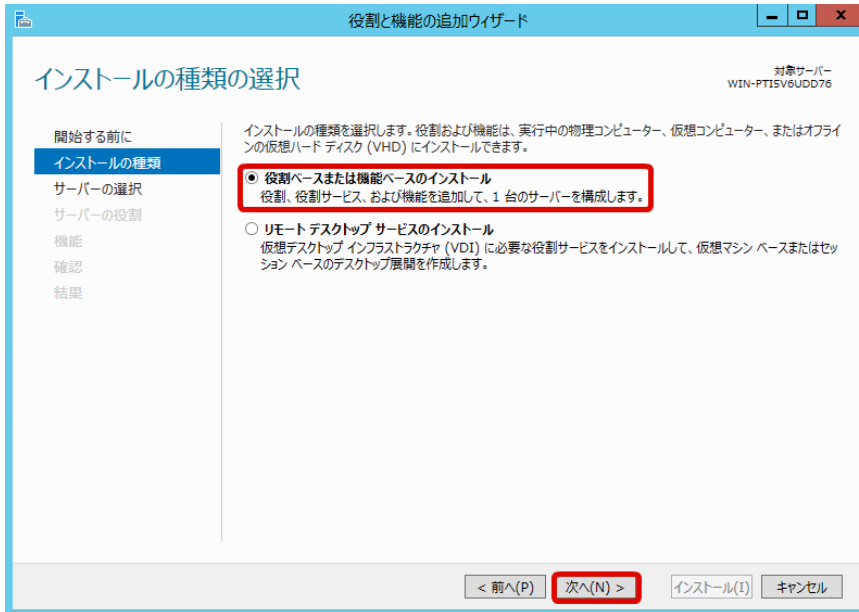 役割と機能の追加ウィザード
インストールの種類の選択
対象サーバー
WIN-PTI5V6UDD76
開始する前に
インストールの種類
サーバーの選択
サーバーの役割
機能
確認
結果
インストールの種類を選択します。役割および機能は、実行中の物理コンピューター、仮想コンピューター、またはオフライ
ンの仮想ハード ディスク (VHD) にインストールできます。
役割ベースまたは機能ベースのインストール
役割、役割サービス、および機能を追加して、1 台のサーバーを構成します。
リモート デスクトップ サービスのインストール
仮想デスクトップ インフラストラクチャ (VDI) に必要な役割サービスをインストールして、仮想マシン ベースまたはセッ
ション ベースのデスクトップ展開を作成します。
< 前へ(P) 次へ(N) > インストール(I) キャンセル